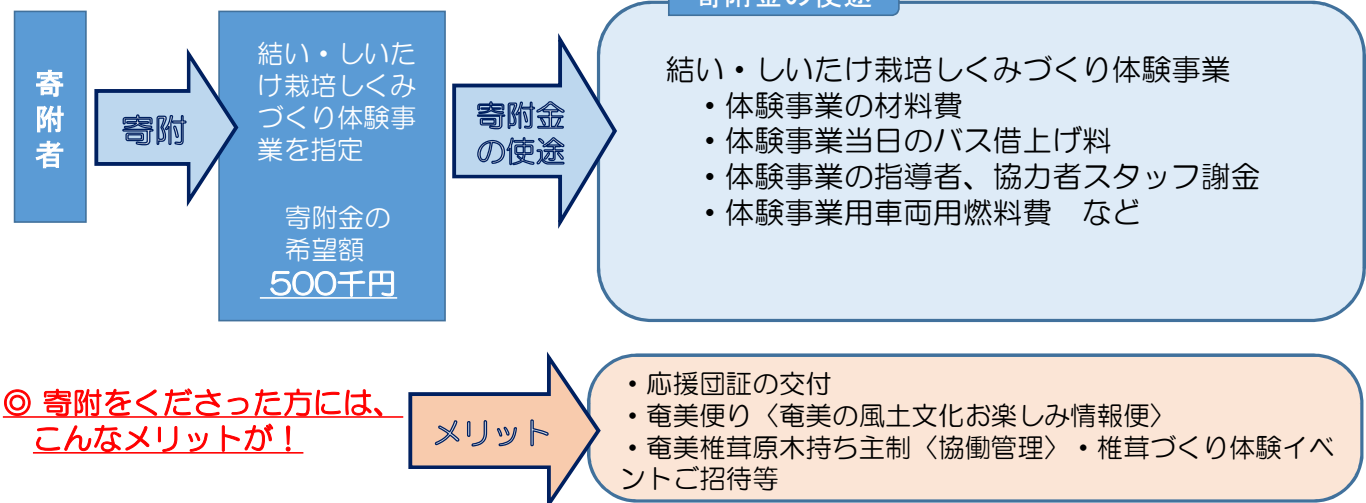 寄附金の使途
寄附者
寄附
結い・しいた
け栽培しくみ
づくり体験事
業を指定
寄附金の
希望額
500千円
寄附金
の使途
結い・しいたけ栽培しくみづくり体験事業
・体験事業の材料費
・体験事業当日のバス借上げ料
・体験事業の指導者、協力者スタッフ謝金
・体験事業用車両用燃料費　など
◎ 寄附をくださった方には、
こんなメリットが！
メリット
・応援団証の交付
・奄美便り〈奄美の風土文化お楽しみ情報便〉
・奄美椎茸原木持ち主制〈協働管理〉・椎茸づくり体験イベ
ントご招待等